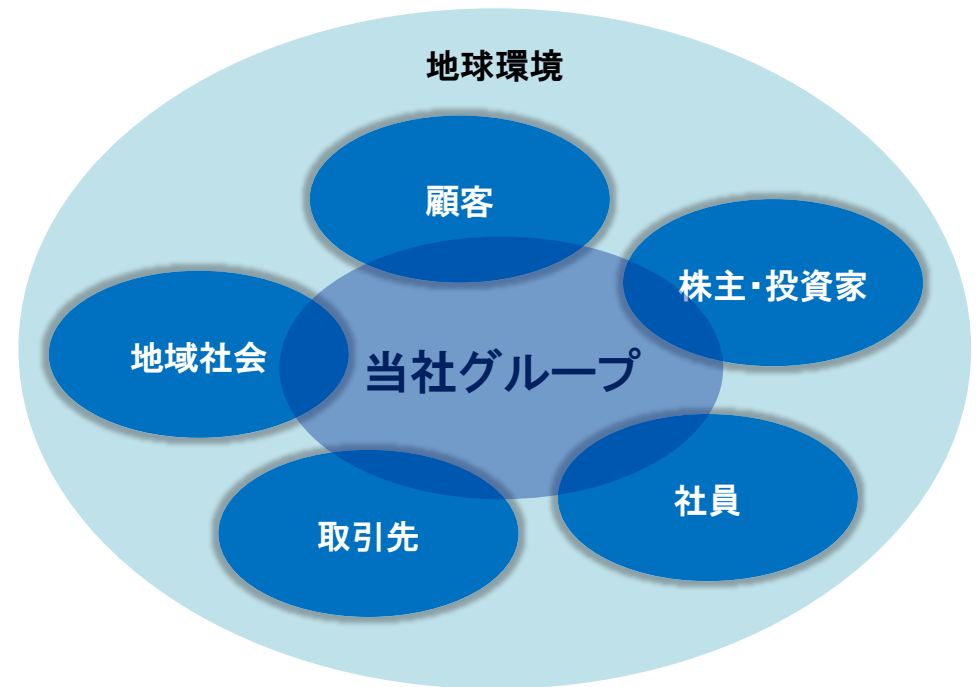 地球環境
顧客
株主・投資家
地域社会
当社グループ
社員
取引先